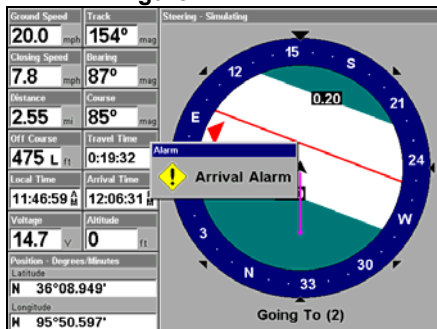 Ground Speed
20.0 mph
Track
154° mag
Closing Speed
7.8 mph
Bearing
87° mag
Distance
2.55 mi
Course
85° mag
Off Course
475 L ft
Travel Time
0:19:32
Local Time
11:46:59 AM
Arrival Time
12:06:31
Voltage
14.7 V
Altitude
0 ft
Position - Degrees/Minutes
Latitude
N 36°08.949'
Longitude
W 95°50.597'
Steering - Simulating
15
S
12
21
0.20
E
24
W
3
30
N
33
Alarm
Arrival Alarm
Going To (2)